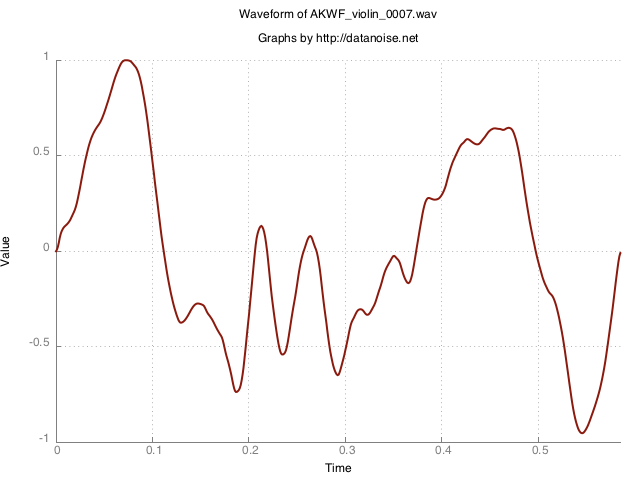 Waveform of AKWF_violin_0007.wav
Graphs by http://datanoise.net
1
0.5
0
-0.5
-1
Value
0 0.1 0.2 0.3 0.4 0.5
Time